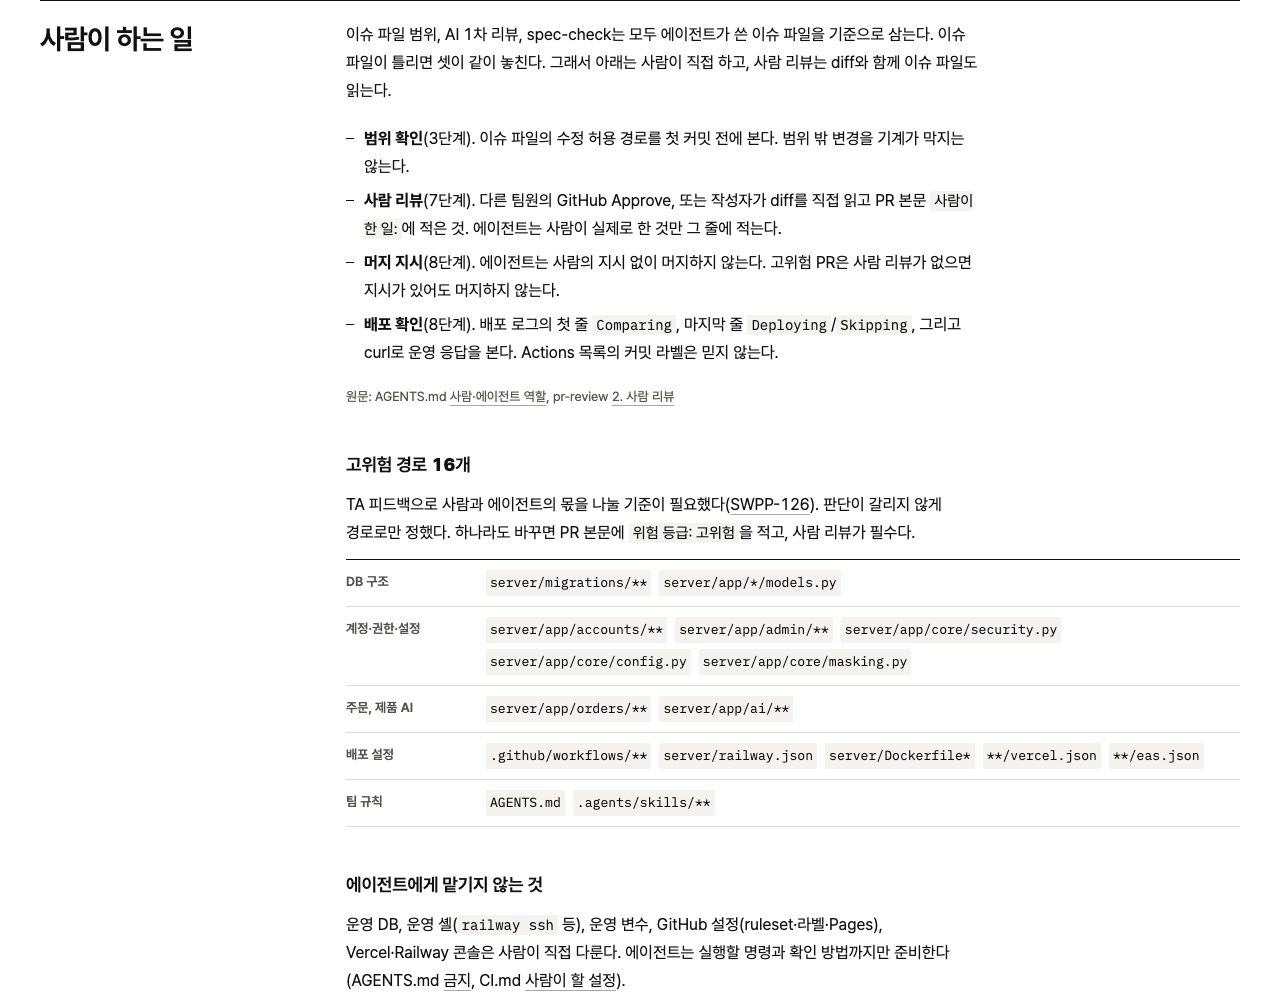 사람이 하는 일
이슈 파일 범위, AI 1차 리뷰, spec-check는 모두 에이전트가 쓴 이슈 파일을 기준으로 삼는다. 이슈
파일이 틀리면 셋이 같이 놓친다. 그래서 아래는 사람이 직접 하고, 사람 리뷰는 diff와 함께 이슈 파일도
읽는다.
– 범위 확인(3단계). 이슈 파일의 수정 허용 경로를 첫 커밋 전에 본다. 범위 밖 변경을 기계가 막지는
않는다.
– 사람 리뷰(7단계). 다른 팀원의 GitHub Approve, 또는 작성자가 diff를 직접 읽고 PR 본문 사람이
한 일: 에 적은 것. 에이전트는 사람이 실제로 한 것만 그 줄에 적는다.
– 머지 지시(8단계). 에이전트는 사람의 지시 없이 머지하지 않는다. 고위험 PR은 사람 리뷰가 없으면
지시가 있어도 머지하지 않는다.
– 배포 확인(8단계). 배포 로그의 첫 줄 Comparing, 마지막 줄 Deploying/Skipping, 그리고
curl로 운영 응답을 본다. Actions 목록의 커밋 라벨은 믿지 않는다.
원문: AGENTS.md 사람·에이전트 역할, pr-review 2. 사람 리뷰
고위험 경로 16개
TA 피드백으로 사람과 에이전트의 몫을 나눌 기준이 필요했다(SWPP-126). 판단이 갈리지 않게
경로로만 정했다. 하나라도 바꾸면 PR 본문에 위험 등급: 고위험 을 적고, 사람 리뷰가 필수다.
DB 구조 server/migrations/** server/app/*/models.py
계정·권한·설정 server/app/accounts/** server/app/admin/** server/app/core/security.py
server/app/core/config.py server/app/core/masking.py
주문, 제품 AI server/app/orders/** server/app/ai/**
배포 설정 .github/workflows/** server/railway.json server/Dockerfile* **/vercel.json **/eas.json
팀 규칙 AGENTS.md .agents/skills/**
에이전트에게 맡기지 않는 것
운영 DB, 운영 셸( railway ssh 등), 운영 변수, GitHub 설정(ruleset·라벨·Pages),
Vercel·Railway 콘솔은 사람이 직접 다룬다. 에이전트는 실행할 명령과 확인 방법까지만 준비한다
(AGENTS.md 금지, CI.md 사람이 할 설정).